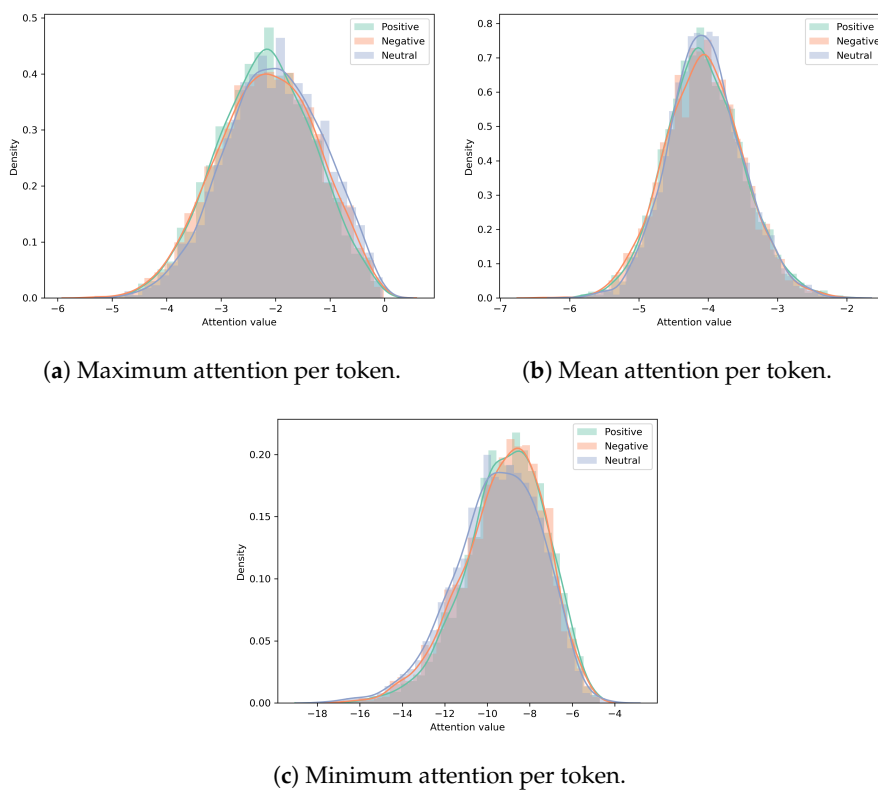 0.5
0.4
0.3
0.2
0.1
0.0
Density
−6 −5 −4 −3 −2 −1 0
Attention value
Positive
Negative
Neutral
(a) Maximum attention per token.
0.8
0.7
0.6
0.5
0.4
0.3
0.2
0.1
0.0
Density
−7 −6 −5 −4 −3 −2
Attention value
Positive
Negative
Neutral
(b) Mean attention per token.
0.20
0.15
0.10
0.05
0.00
Density
−18 −16 −14 −12 −10 −8 −6 −4
Attention value
Positive
Negative
Neutral
(c) Minimum attention per token.